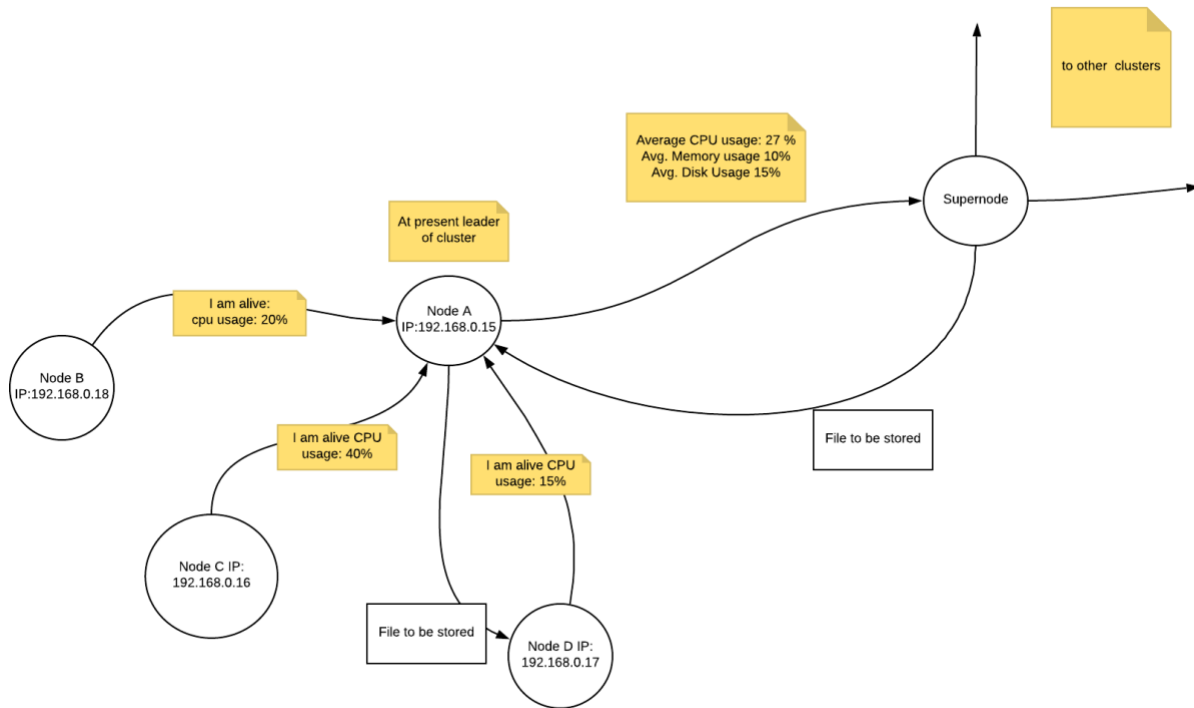 to other clusters
Average CPU usage: 27 %
Avg. Memory usage 10%
Avg. Disk Usage 15%
Supernode
At present leader
of cluster
I am alive:
cpu usage: 20%
Node A
IP:192.168.0.15
Node B
IP:192.168.0.18
File to be stored
I am alive CPU
usage: 40%
I am alive CPU
usage: 15%
Node C IP:
192.168.0.16
File to be stored
Node D IP:
192.168.0.17